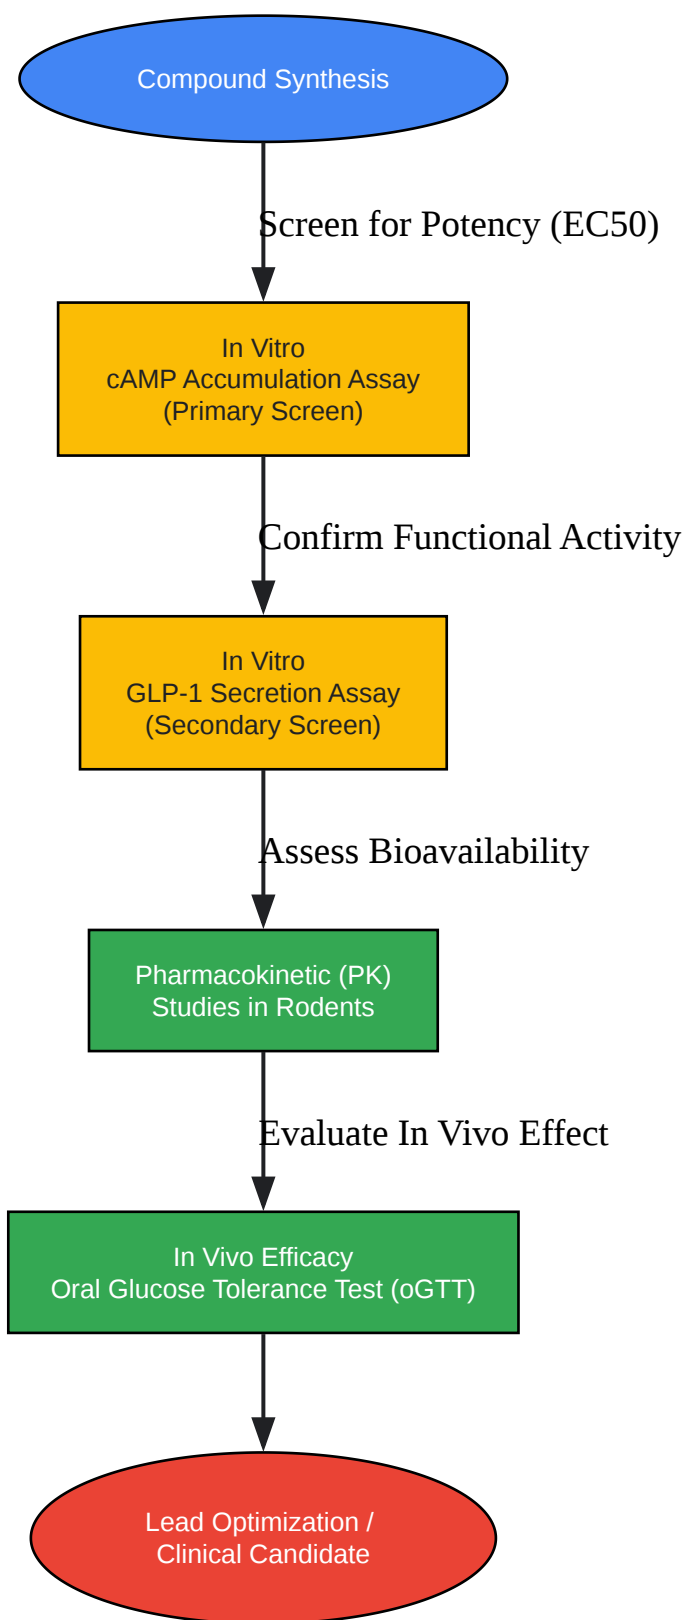 Compound Synthesis
Screen for Potency (EC50)
In Vitro
cAMP Accumulation Assay
(Primary Screen)
Confirm Functional Activity
In Vitro
GLP-1 Secretion Assay
(Secondary Screen)
Assess Bioavailability
Pharmacokinetic (PK)
Studies in Rodents
Evaluate In Vivo Effect
In Vivo Efficacy
Oral Glucose Tolerance Test (oGTT)
Lead Optimization /
Clinical Candidate